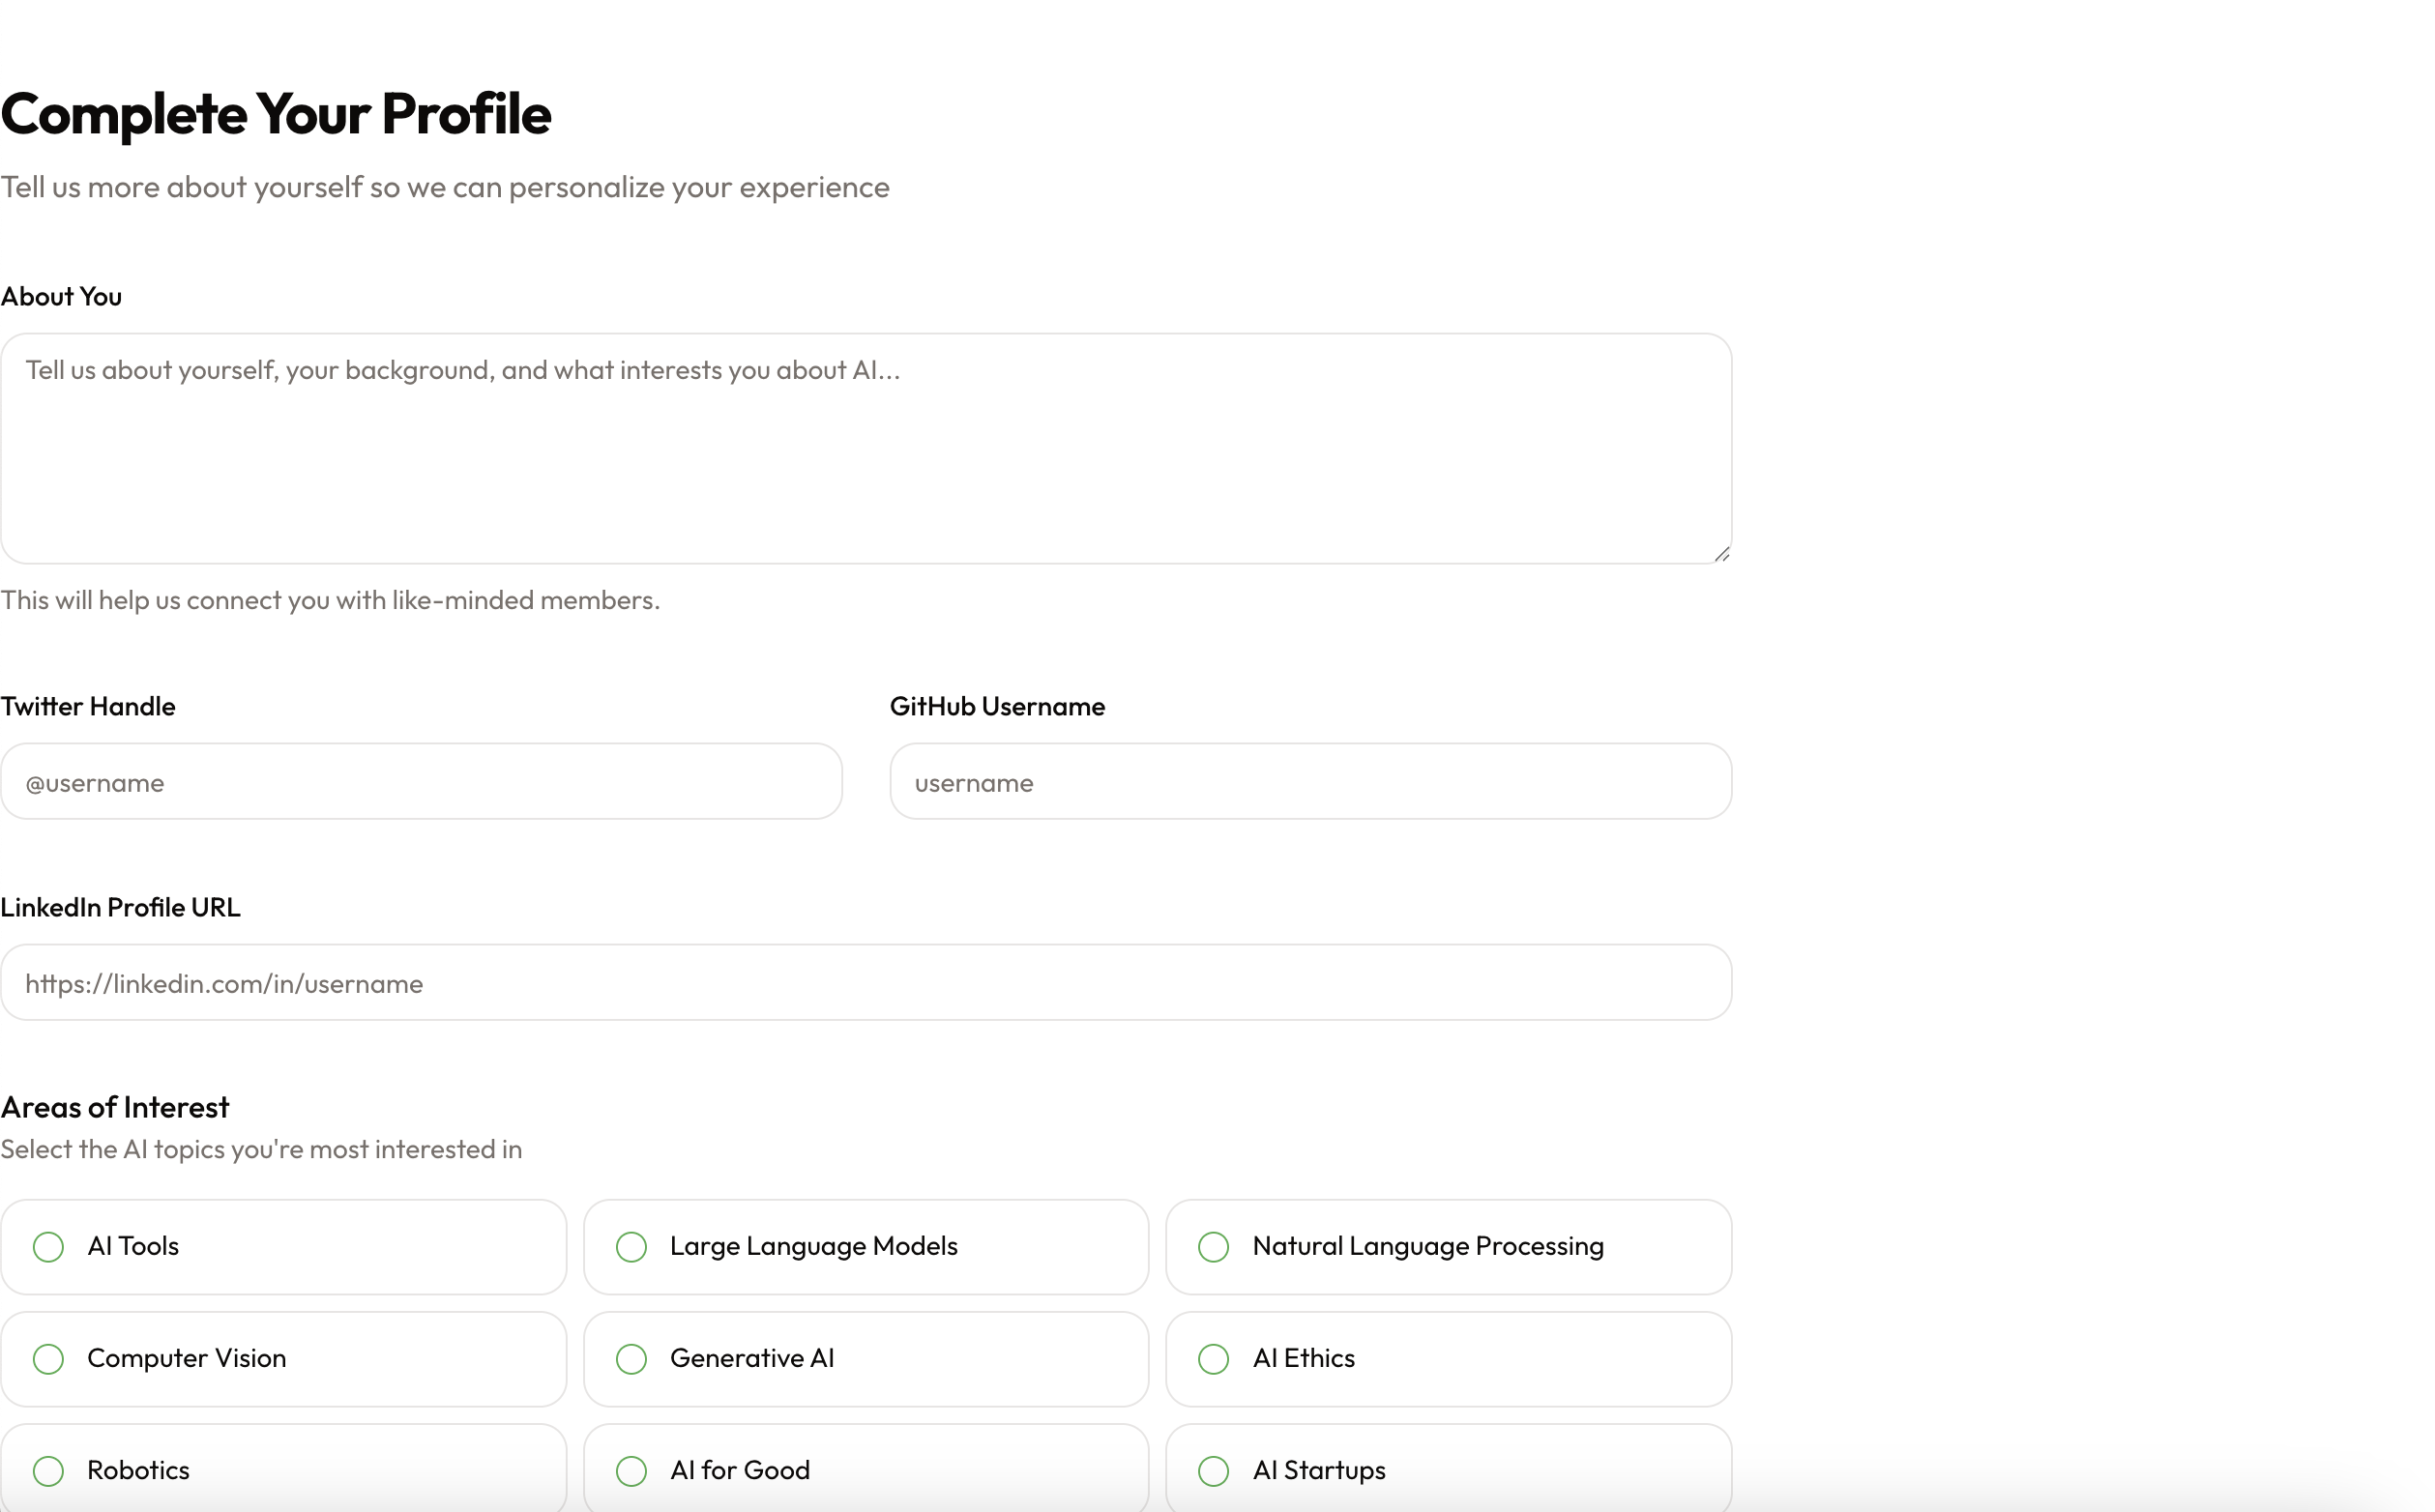 Complete Your Profile
Tell us more about yourself so we can personalize your experience
About You
Tell us about yourself, your background, and what interests you about AI...
This will help us connect you with like-minded members.
Twitter Handle
@username
GitHub Username
username
LinkedIn Profile URL
https://linkedin.com/in/username
Areas of Interest
Select the AI topics you're most interested in
AI Tools
Large Language Models
Natural Language Processing
Computer Vision
Generative AI
AI Ethics
Robotics
AI for Good
AI Startups